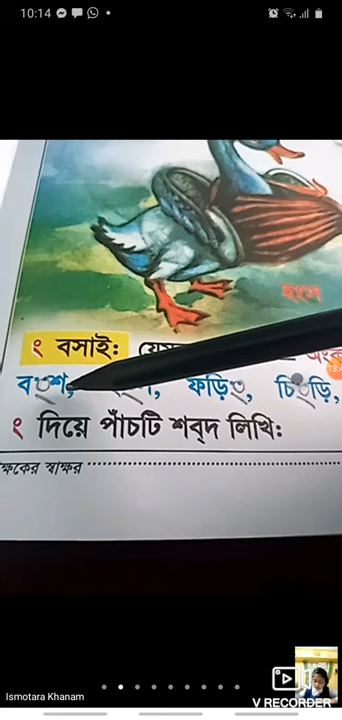 10:14
হংস
ং বসাই:
বংশ, ফড়িং, চিংড়ি,
ং দিয়ে পাঁচটি শব্দ লিখি:
ক্ষকের স্বাক্ষর
Ismotara Khanam
V RECORDER